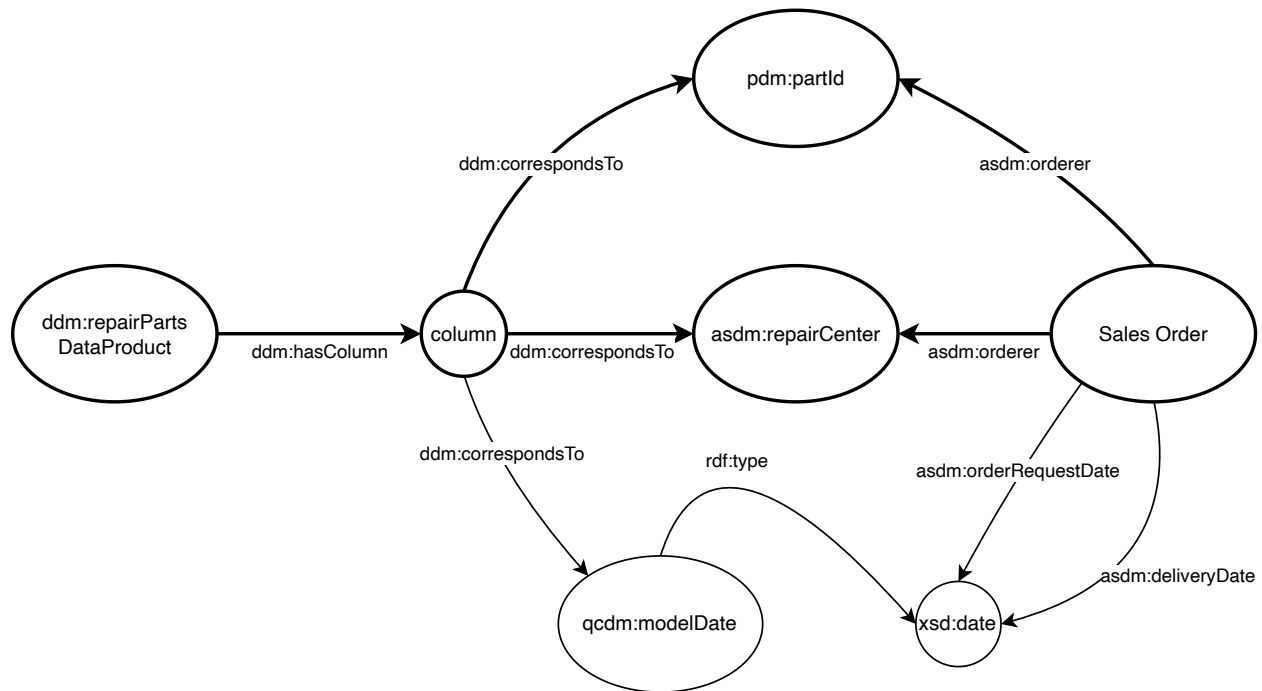 pdm:partId
ddm:correspondsTo
asdm:orderer
ddm:repairParts
DataProduct
ddm:hasColumn
column
ddm:correspondsTo
asdm:repairCenter
asdm:orderer
Sales Order
ddm:correspondsTo
rdf:type
asdm:orderRequestDate
asdm:deliveryDate
qcdm:modelDate
xsd:date